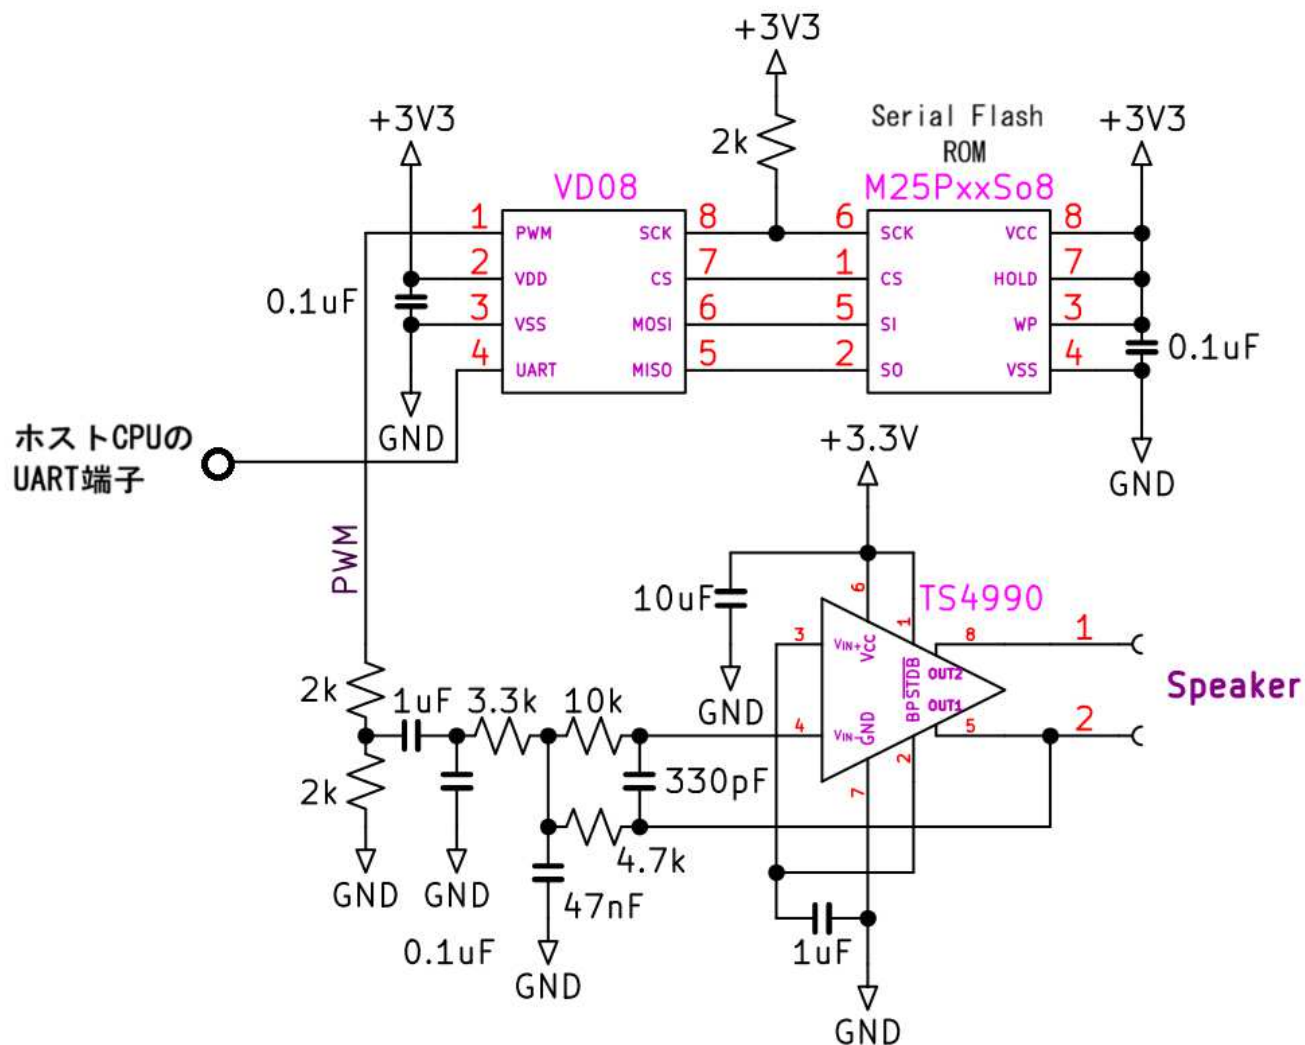 +3V3
+3V3
Serial Flash
ROM
+3V3
2k
VD08
M25PxxSo8
1 PWM SCK 8
6 SCK VCC 8
2 VDD CS 7
1 CS HOLD 7
0.1uF
3 VSS MOSI 6
5 SI WP 3
4 UART MISO 5
2 SO VSS 4
0.1uF
GND
GND
ホストCPUの
UART端子
+3.3V
PWM
10uF
GND
TS4990
6
1
3 VIN+
VCC
STDB
OUT2 8
1
Speaker
2k
1uF
3.3k
10k
4 VIN-
GND
BP
OUT1 5
2
7
2
2k
330pF
4.7k
GND
GND
0.1uF
47nF
GND
1uF
GND